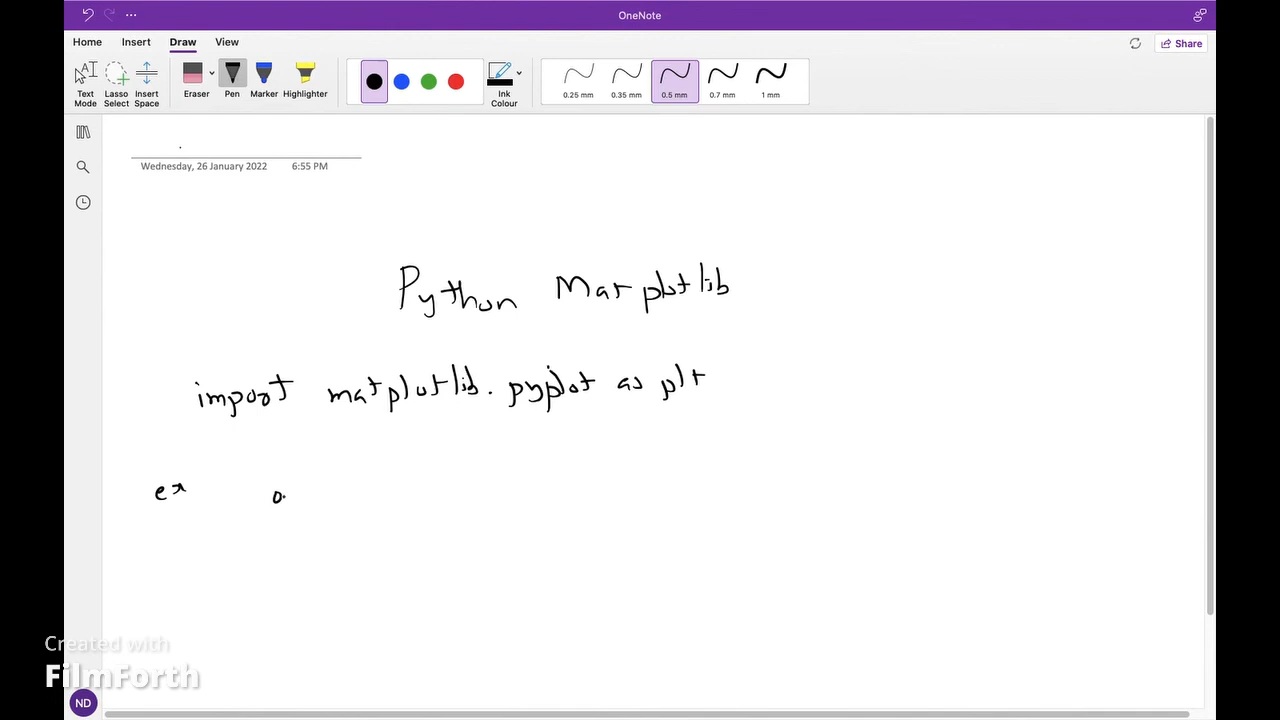 OneNote
Home Insert Draw View
Share
Text Mode
Lasso Select
Insert Space
Eraser
Pen
Marker
Highlighter
Ink Colour
0.25 mm
0.35 mm
0.5 mm
0.7 mm
1 mm
Wednesday, 26 January 2022 6:55 PM
Python Matplotlib
import matplotlib.pyplot as plt
ex
Created with
FilmForth
ND